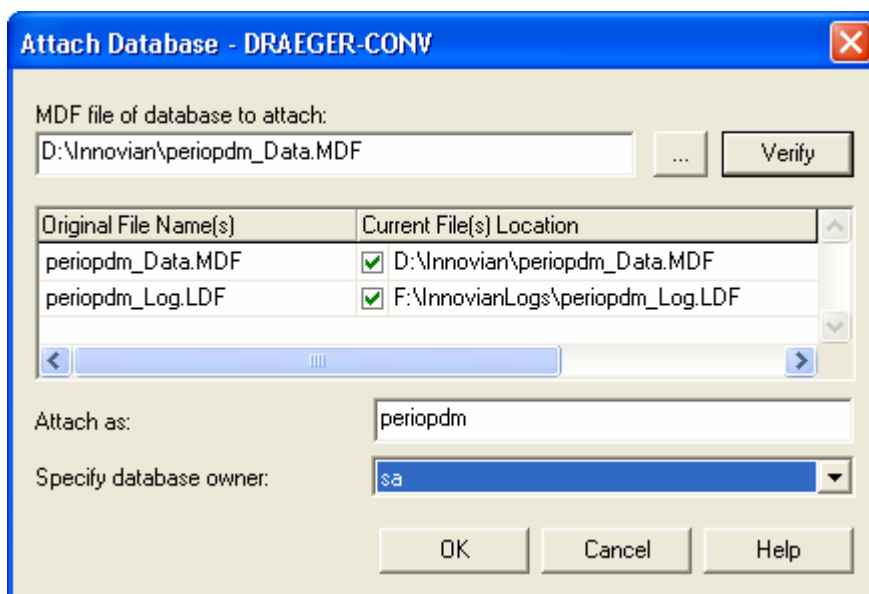 Attach Database - DRAEGER-CONV
MDF file of database to attach:
D:\Innovian\periopdm_Data.MDF ... Verify
Original File Name(s) Current File(s) Location
periopdm_Data.MDF D:\Innovian\periopdm_Data.MDF
periopdm_Log.LDF F:\InnovianLogs\periopdm_Log.LDF
Attach as: periopdm
Specify database owner: sa
OK Cancel Help